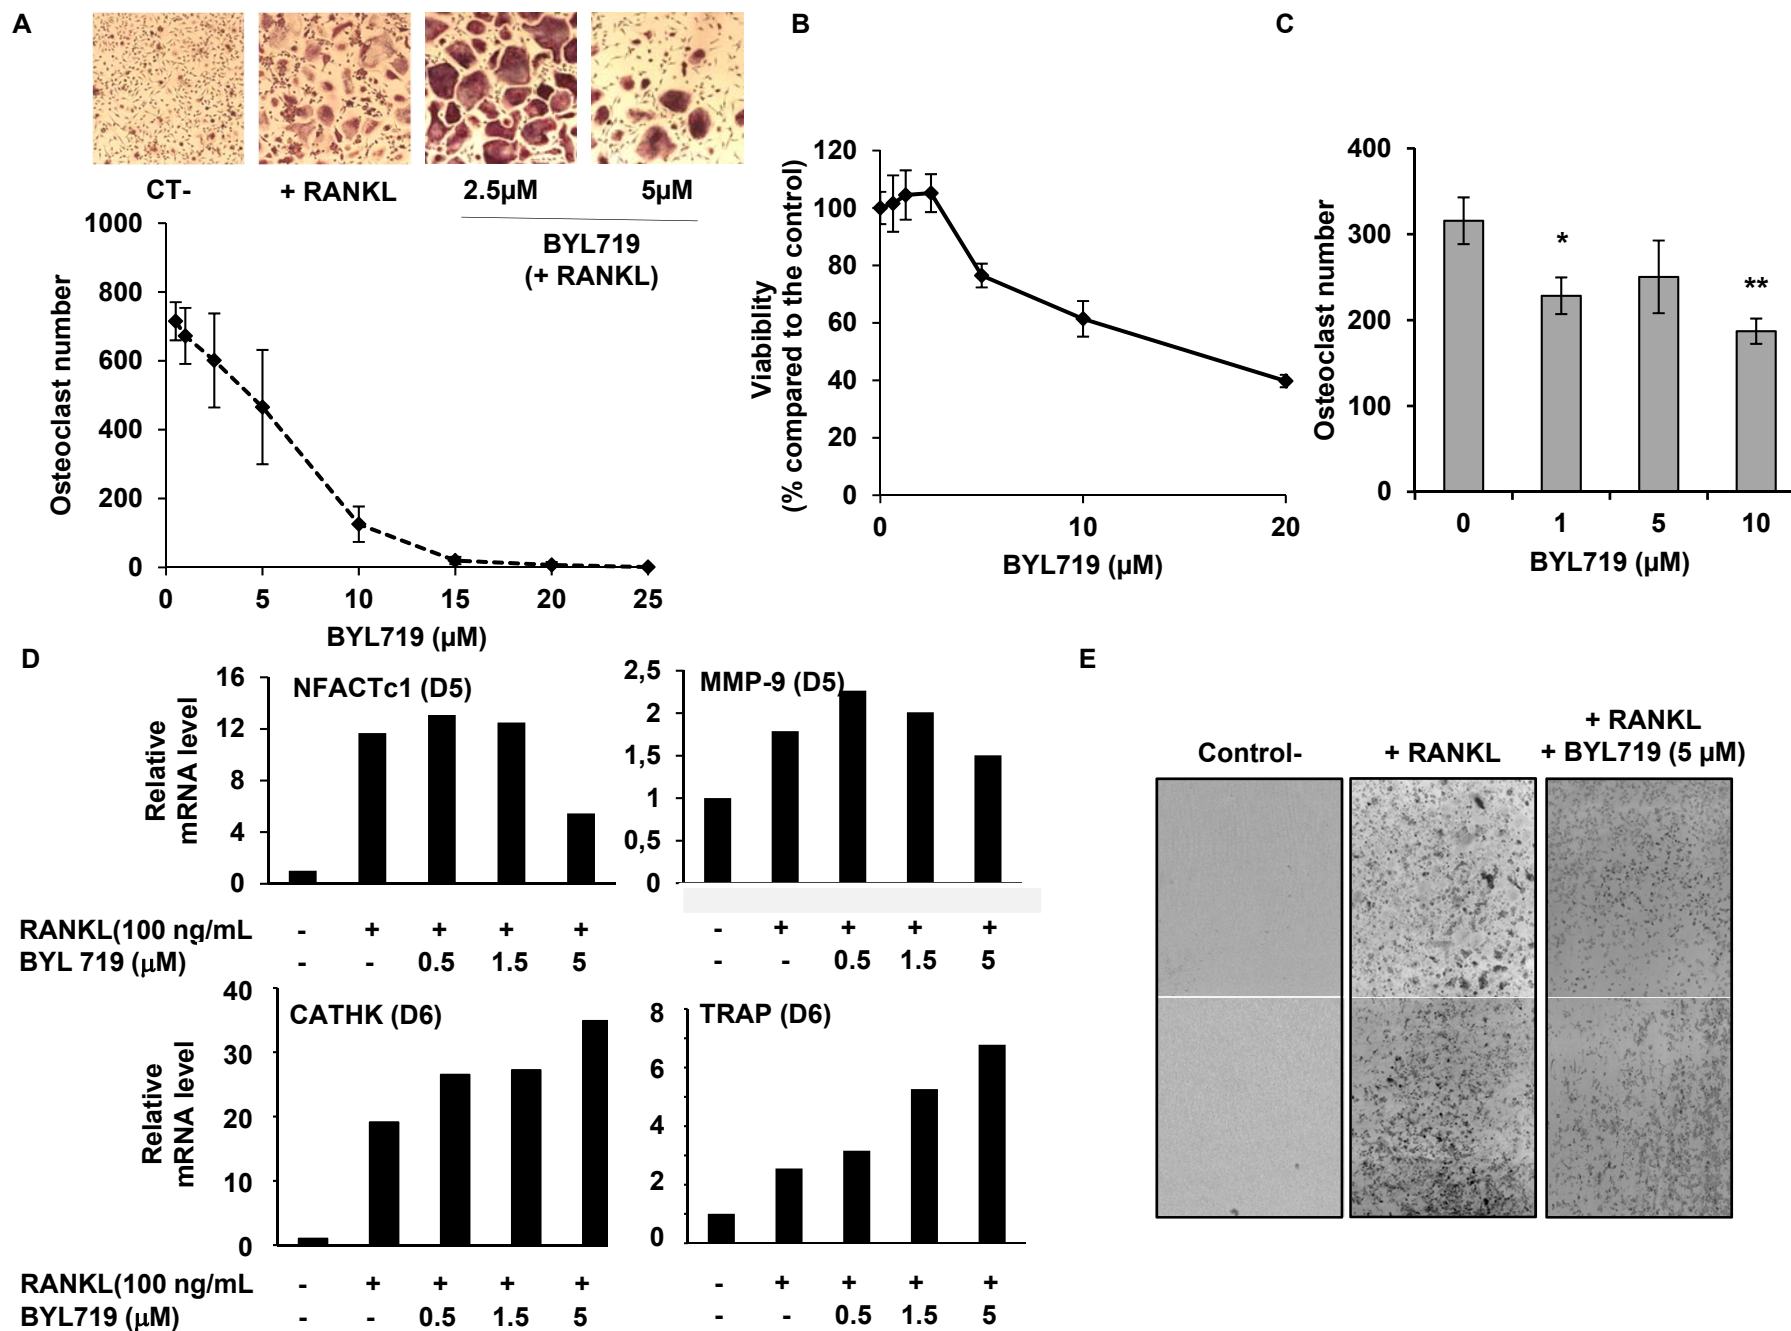 A
CT-
+ RANKL
2.5µM
5µM
BYL719
(+ RANKL)
Osteoclast number
1000
800
600
400
200
0
0 5 10 15 20 25
BYL719 (µM)
B
Viabiblity
(% compared to the control)
120
100
80
60
40
20
0
0 10 20
BYL719 (µM)
C
Osteoclast number
400
300
200
100
0
*
**
0 1 5 10
BYL719 (µM)
D
Relative
mRNA level
NFACTc1 (D5)
16
12
8
4
0
MMP-9 (D5)
2,5
2
1,5
1
0,5
0
RANKL(100 ng/mL - + + + + - + + + +
BYL 719 (µM) - - 0.5 1.5 5 - - 0.5 1.5 5
Relative
mRNA level
CATHK (D6)
40
30
20
10
0
TRAP (D6)
8
6
4
2
0
RANKL(100 ng/mL - + + + + - + + + +
BYL719 (µM) - - 0.5 1.5 5 - - 0.5 1.5 5
E
Control-
+ RANKL
+ RANKL
+ BYL719 (5 µM)